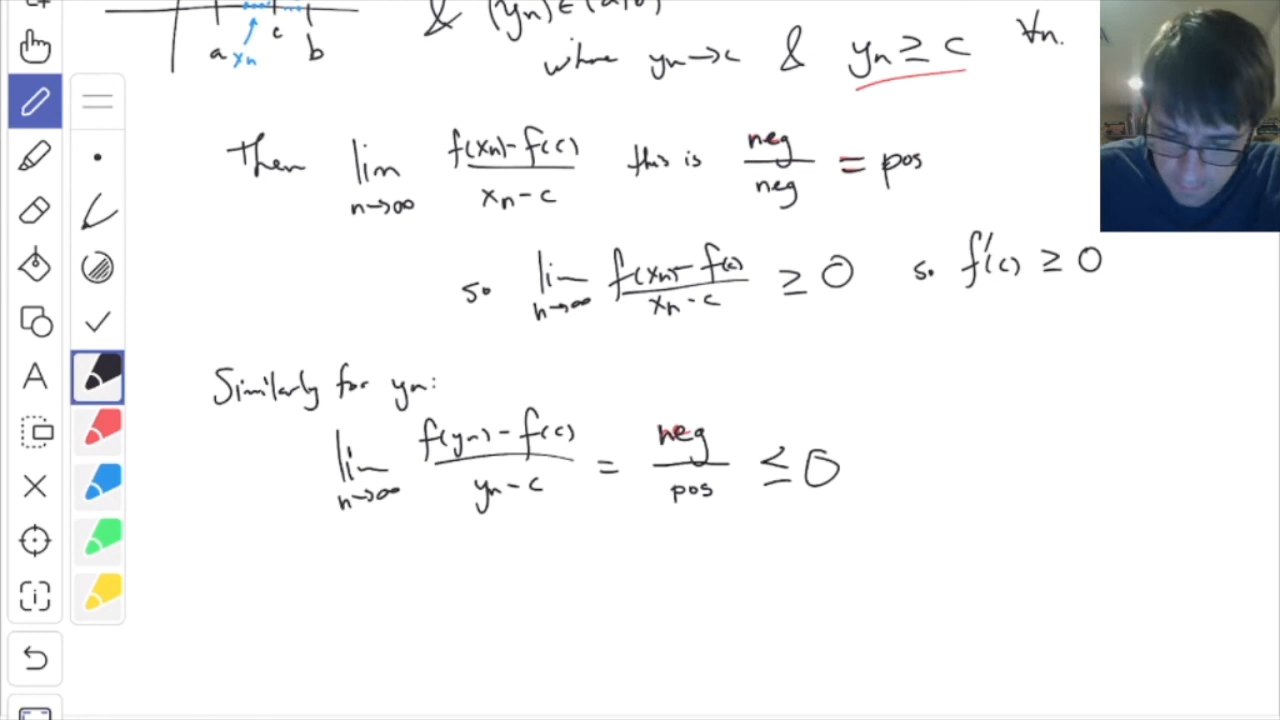 & (yn) ∈ (a,b)
a xn c b
where yn → c & yn ≥ c ∀n.
Then lim n→∞ f(xn) - f(c) / xn - c this is neg / neg = pos
so lim n→∞ f(xn) - f(c) / xn - c ≥ 0 so f'(c) ≥ 0
Similarly for yn:
lim n→∞ f(yn) - f(c) / yn - c = neg / pos ≤ 0
A